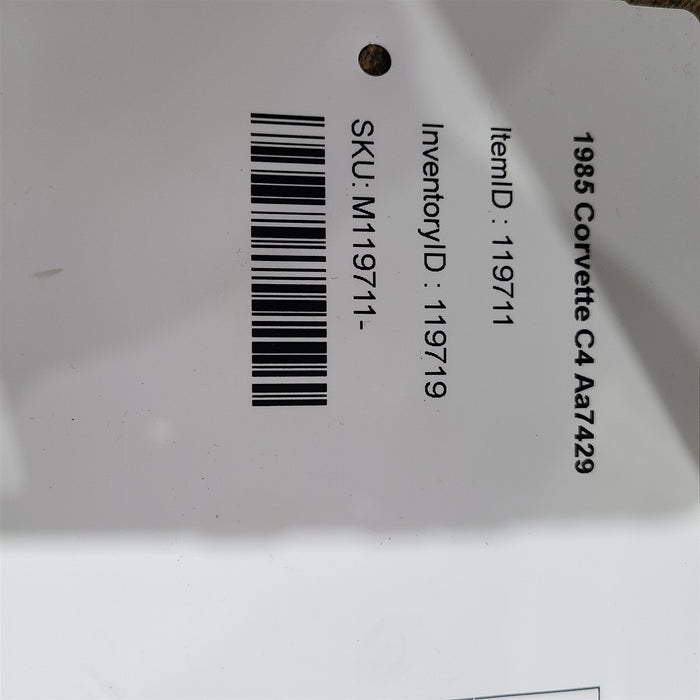 1985 Corvette C4 Aa7429
ItemID : 119711
InventoryID : 119719
SKU: M119711-